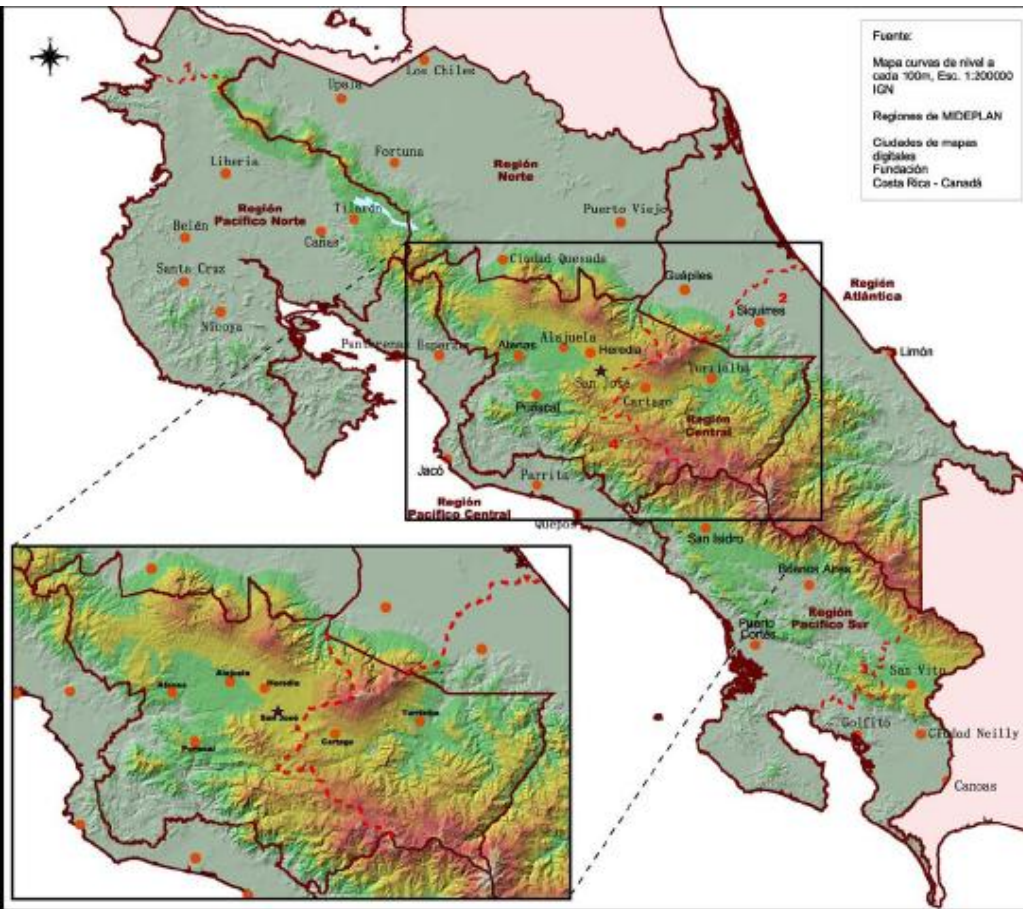 Fuente:
Mapa curvas de nivel a
cada 100m, Esc. 1:200000
IGN
Regiones de MIDEPLAN
Ciudades de mapas
digitales
Fundación
Costa Rica - Canadá
1
Los Chiles
Upala
Fortuna
Liberia
Región
Norte
Región
Pacífico Norte
Tilarán
Puerto Viejo
Belén
Cañas
Santa Cruz
Ciudad Quesada
Guápiles
Región
Atlántica
2
Siquirres
Nicoya
Puntarenas
Esparza
Atenas
Alajuela
Heredia
Limón
San José
Turrialba
Cartago
Puriscal
Región
Central
4
Jacó
Parrita
Región
Pacífico Central
Quepos
San Isidro
Buenos Aires
Región
Pacífico Sur
Puerto
Cortés
San Vito
Golfito
Ciudad Neilly
Canoas
Alajuela
Heredia
Atenas
San José
Turrialba
Cartago
Puriscal